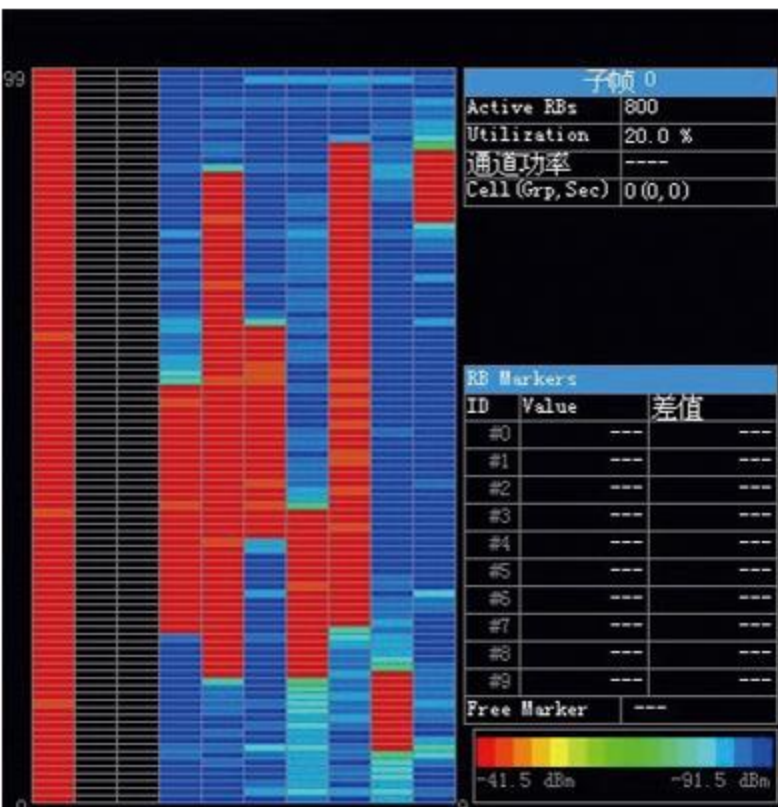 99
子帧 0
Active RBs 800
Utilization 20.0 %
通道功率 ----
Cell(Grp,Sec) 0(0,0)
RB Markers
ID Value 差值
#0 --- ---
#1 --- ---
#2 --- ---
#3 --- ---
#4 --- ---
#5 --- ---
#6 --- ---
#7 --- ---
#8 --- ---
#9 --- ---
Free Marker ---
-41.5 dBm -91.5 dBm
0 9